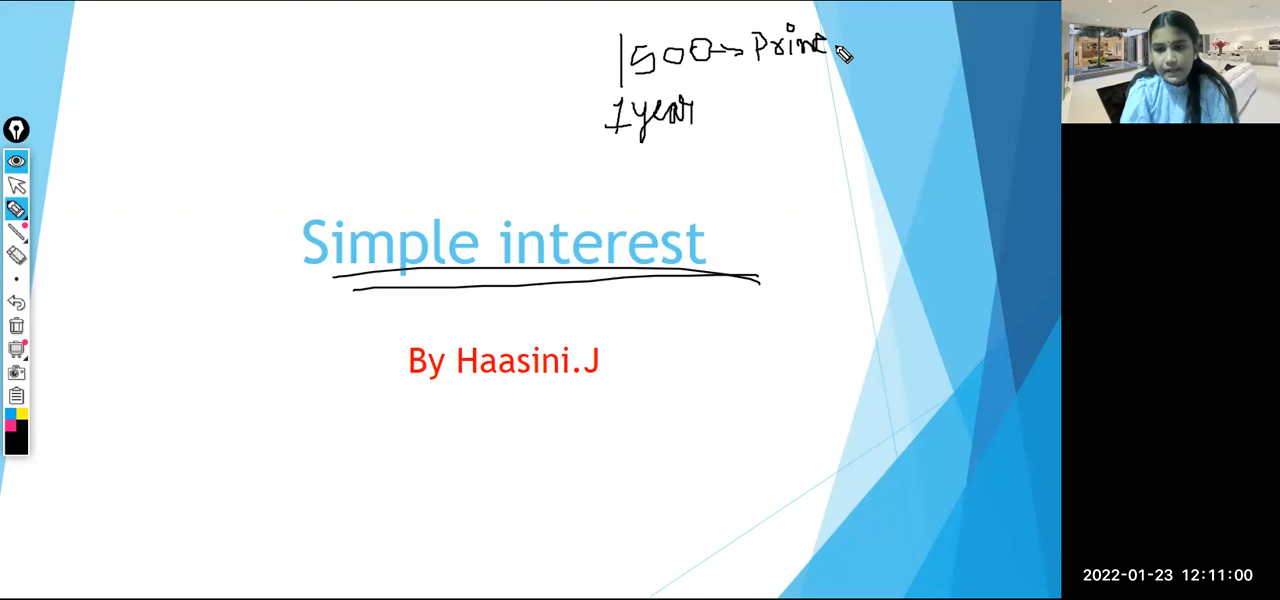 1500→ Princ
1 year
Simple interest
By Haasini.J
2022-01-23 12:11:00